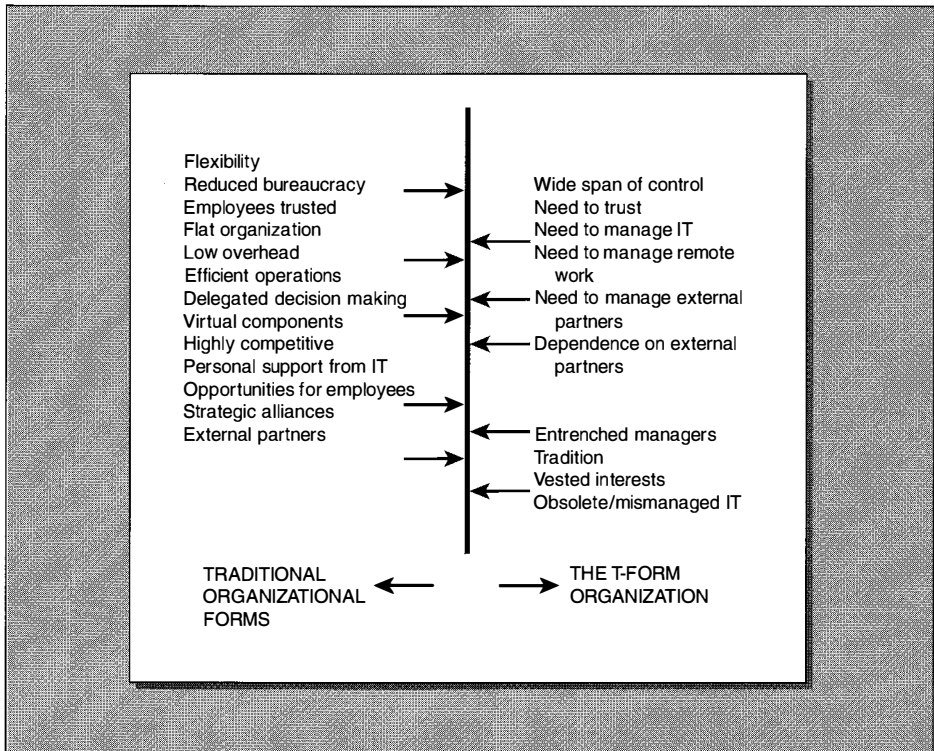 Flexibility
Reduced bureaucracy
Employees trusted
Flat organization
Low overhead
Efficient operations
Delegated decision making
Virtual components
Highly competitive
Personal support from IT
Opportunities for employees
Strategic alliances
External partners
Wide span of control
Need to trust
Need to manage IT
Need to manage remote
work
Need to manage external
partners
Dependence on external
partners
Entrenched managers
Tradition
Vested interests
Obsolete/mismanaged IT
TRADITIONAL
ORGANIZATIONAL
FORMS
THE T-FORM
ORGANIZATION